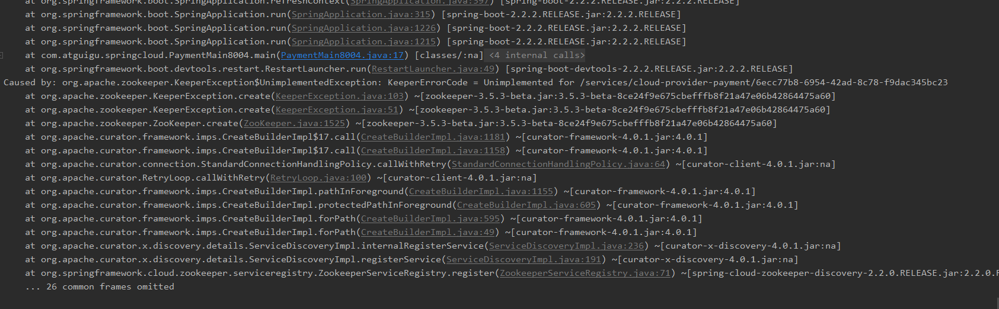 at org.springframework.boot.SpringApplication.refreshContext(SpringApplication.java:397) [spring-boot-2.2.2.RELEASE.jar:2.2.2.RELEASE]
at org.springframework.boot.SpringApplication.run(SpringApplication.java:315) [spring-boot-2.2.2.RELEASE.jar:2.2.2.RELEASE]
at org.springframework.boot.SpringApplication.run(SpringApplication.java:1226) [spring-boot-2.2.2.RELEASE.jar:2.2.2.RELEASE]
at org.springframework.boot.SpringApplication.run(SpringApplication.java:1215) [spring-boot-2.2.2.RELEASE.jar:2.2.2.RELEASE]
at com.atguigu.springcloud.PaymentMain8004.main(PaymentMain8004.java:17) [classes/:na] <4 internal calls>
at org.springframework.boot.devtools.restart.RestartLauncher.run(RestartLauncher.java:49) [spring-boot-devtools-2.2.2.RELEASE.jar:2.2.2.RELEASE]
Caused by: org.apache.zookeeper.KeeperException$UnimplementedException: KeeperErrorCode = Unimplemented for /services/cloud-provider-payment/6ecc77b8-6954-42ad-8c78-f9dac345bc23
at org.apache.zookeeper.KeeperException.create(KeeperException.java:103) ~[zookeeper-3.5.3-beta.jar:3.5.3-beta-8ce24f9e675cbefffb8f21a47e06b42864475a60]
at org.apache.zookeeper.KeeperException.create(KeeperException.java:51) ~[zookeeper-3.5.3-beta.jar:3.5.3-beta-8ce24f9e675cbefffb8f21a47e06b42864475a60]
at org.apache.zookeeper.ZooKeeper.create(ZooKeeper.java:1525) ~[zookeeper-3.5.3-beta.jar:3.5.3-beta-8ce24f9e675cbefffb8f21a47e06b42864475a60]
at org.apache.curator.framework.imps.CreateBuilderImpl$17.call(CreateBuilderImpl.java:1181) ~[curator-framework-4.0.1.jar:4.0.1]
at org.apache.curator.framework.imps.CreateBuilderImpl$17.call(CreateBuilderImpl.java:1158) ~[curator-framework-4.0.1.jar:4.0.1]
at org.apache.curator.connection.StandardConnectionHandlingPolicy.callWithRetry(StandardConnectionHandlingPolicy.java:64) ~[curator-client-4.0.1.jar:na]
at org.apache.curator.RetryLoop.callWithRetry(RetryLoop.java:100) ~[curator-client-4.0.1.jar:na]
at org.apache.curator.framework.imps.CreateBuilderImpl.pathInForeground(CreateBuilderImpl.java:1155) ~[curator-framework-4.0.1.jar:4.0.1]
at org.apache.curator.framework.imps.CreateBuilderImpl.protectedPathInForeground(CreateBuilderImpl.java:605) ~[curator-framework-4.0.1.jar:4.0.1]
at org.apache.curator.framework.imps.CreateBuilderImpl.forPath(CreateBuilderImpl.java:595) ~[curator-framework-4.0.1.jar:4.0.1]
at org.apache.curator.framework.imps.CreateBuilderImpl.forPath(CreateBuilderImpl.java:49) ~[curator-framework-4.0.1.jar:4.0.1]
at org.apache.curator.x.discovery.details.ServiceDiscoveryImpl.internalRegisterService(ServiceDiscoveryImpl.java:236) ~[curator-x-discovery-4.0.1.jar:na]
at org.apache.curator.x.discovery.details.ServiceDiscoveryImpl.registerService(ServiceDiscoveryImpl.java:191) ~[curator-x-discovery-4.0.1.jar:na]
at org.springframework.cloud.zookeeper.serviceregistry.ZookeeperServiceRegistry.register(ZookeeperServiceRegistry.java:71) ~[spring-cloud-zookeeper-discovery-2.2.0.RELEASE.jar:2.2.0.R
... 26 common frames omitted